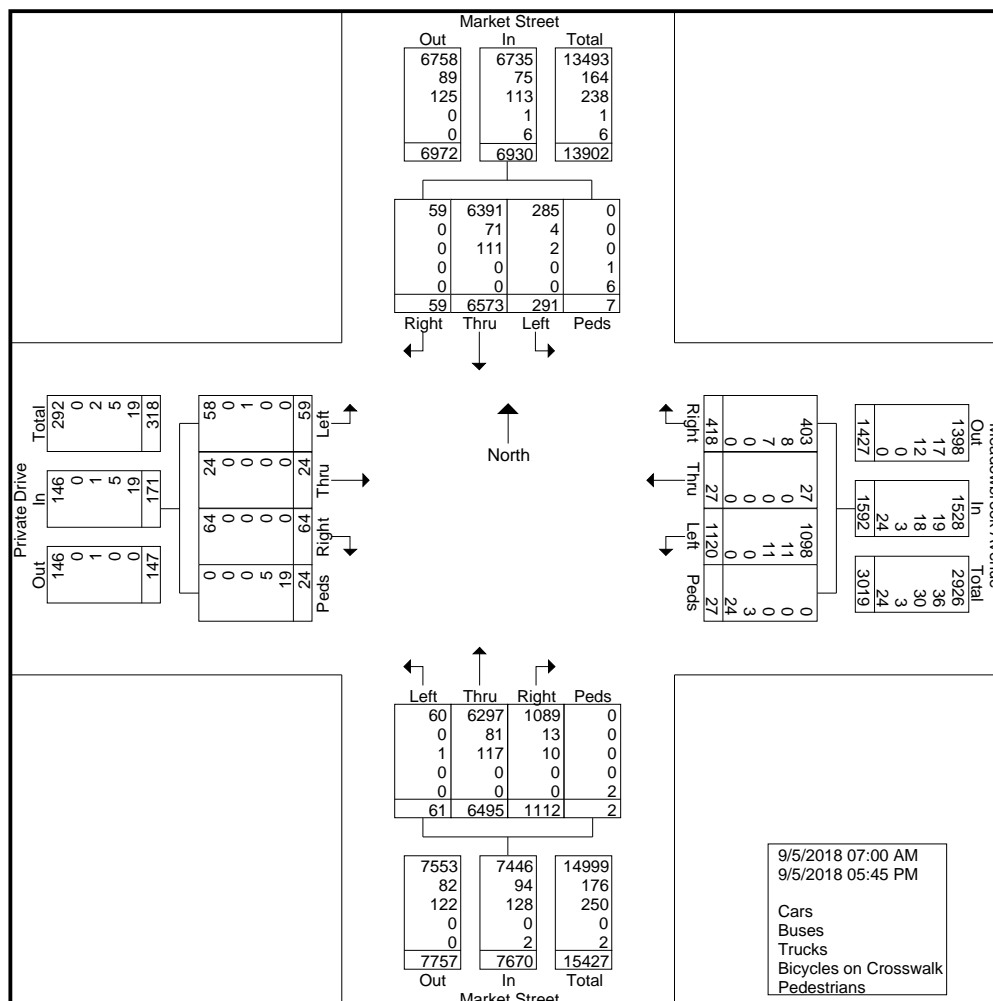 Market Street
Out In Total
6758 6735 13493
89 75 164
125 113 238
0 1 1
0 6 6
6972 6930 13902
59 6391 285 0
0 71 4 0
0 111 2 0
0 0 0 1
0 0 0 6
59 6573 291 7
Right Thru Left Peds
Private Drive
Out In Total
146 146 292
0 0 0
1 1 2
0 5 5
0 19 19
147 171 318
Peds Right Thru Left
0 64 24 58
0 0 0 0
0 0 0 1
5 0 0 0
19 0 0 0
24 64 24 59
North
Meadowbrook Avenue
Out In Total
1398 1528 2926
17 19 36
12 18 30
0 3 3
0 24 24
1427 1592 3019
403 27 1098 0
8 0 11 0
7 0 11 0
0 0 0 3
0 0 0 24
418 27 1120 27
Right Thru Left Peds
Left Thru Right Peds
60 6297 1089 0
0 81 13 0
1 117 10 0
0 0 0 0
0 0 0 2
61 6495 1112 2
7553 7446 14999
82 94 176
122 128 250
0 0 0
0 2 2
7757 7670 15427
Out In Total
Market Street
9/5/2018 07:00 AM
9/5/2018 05:45 PM
Cars
Buses
Trucks
Bicycles on Crosswalk
Pedestrians